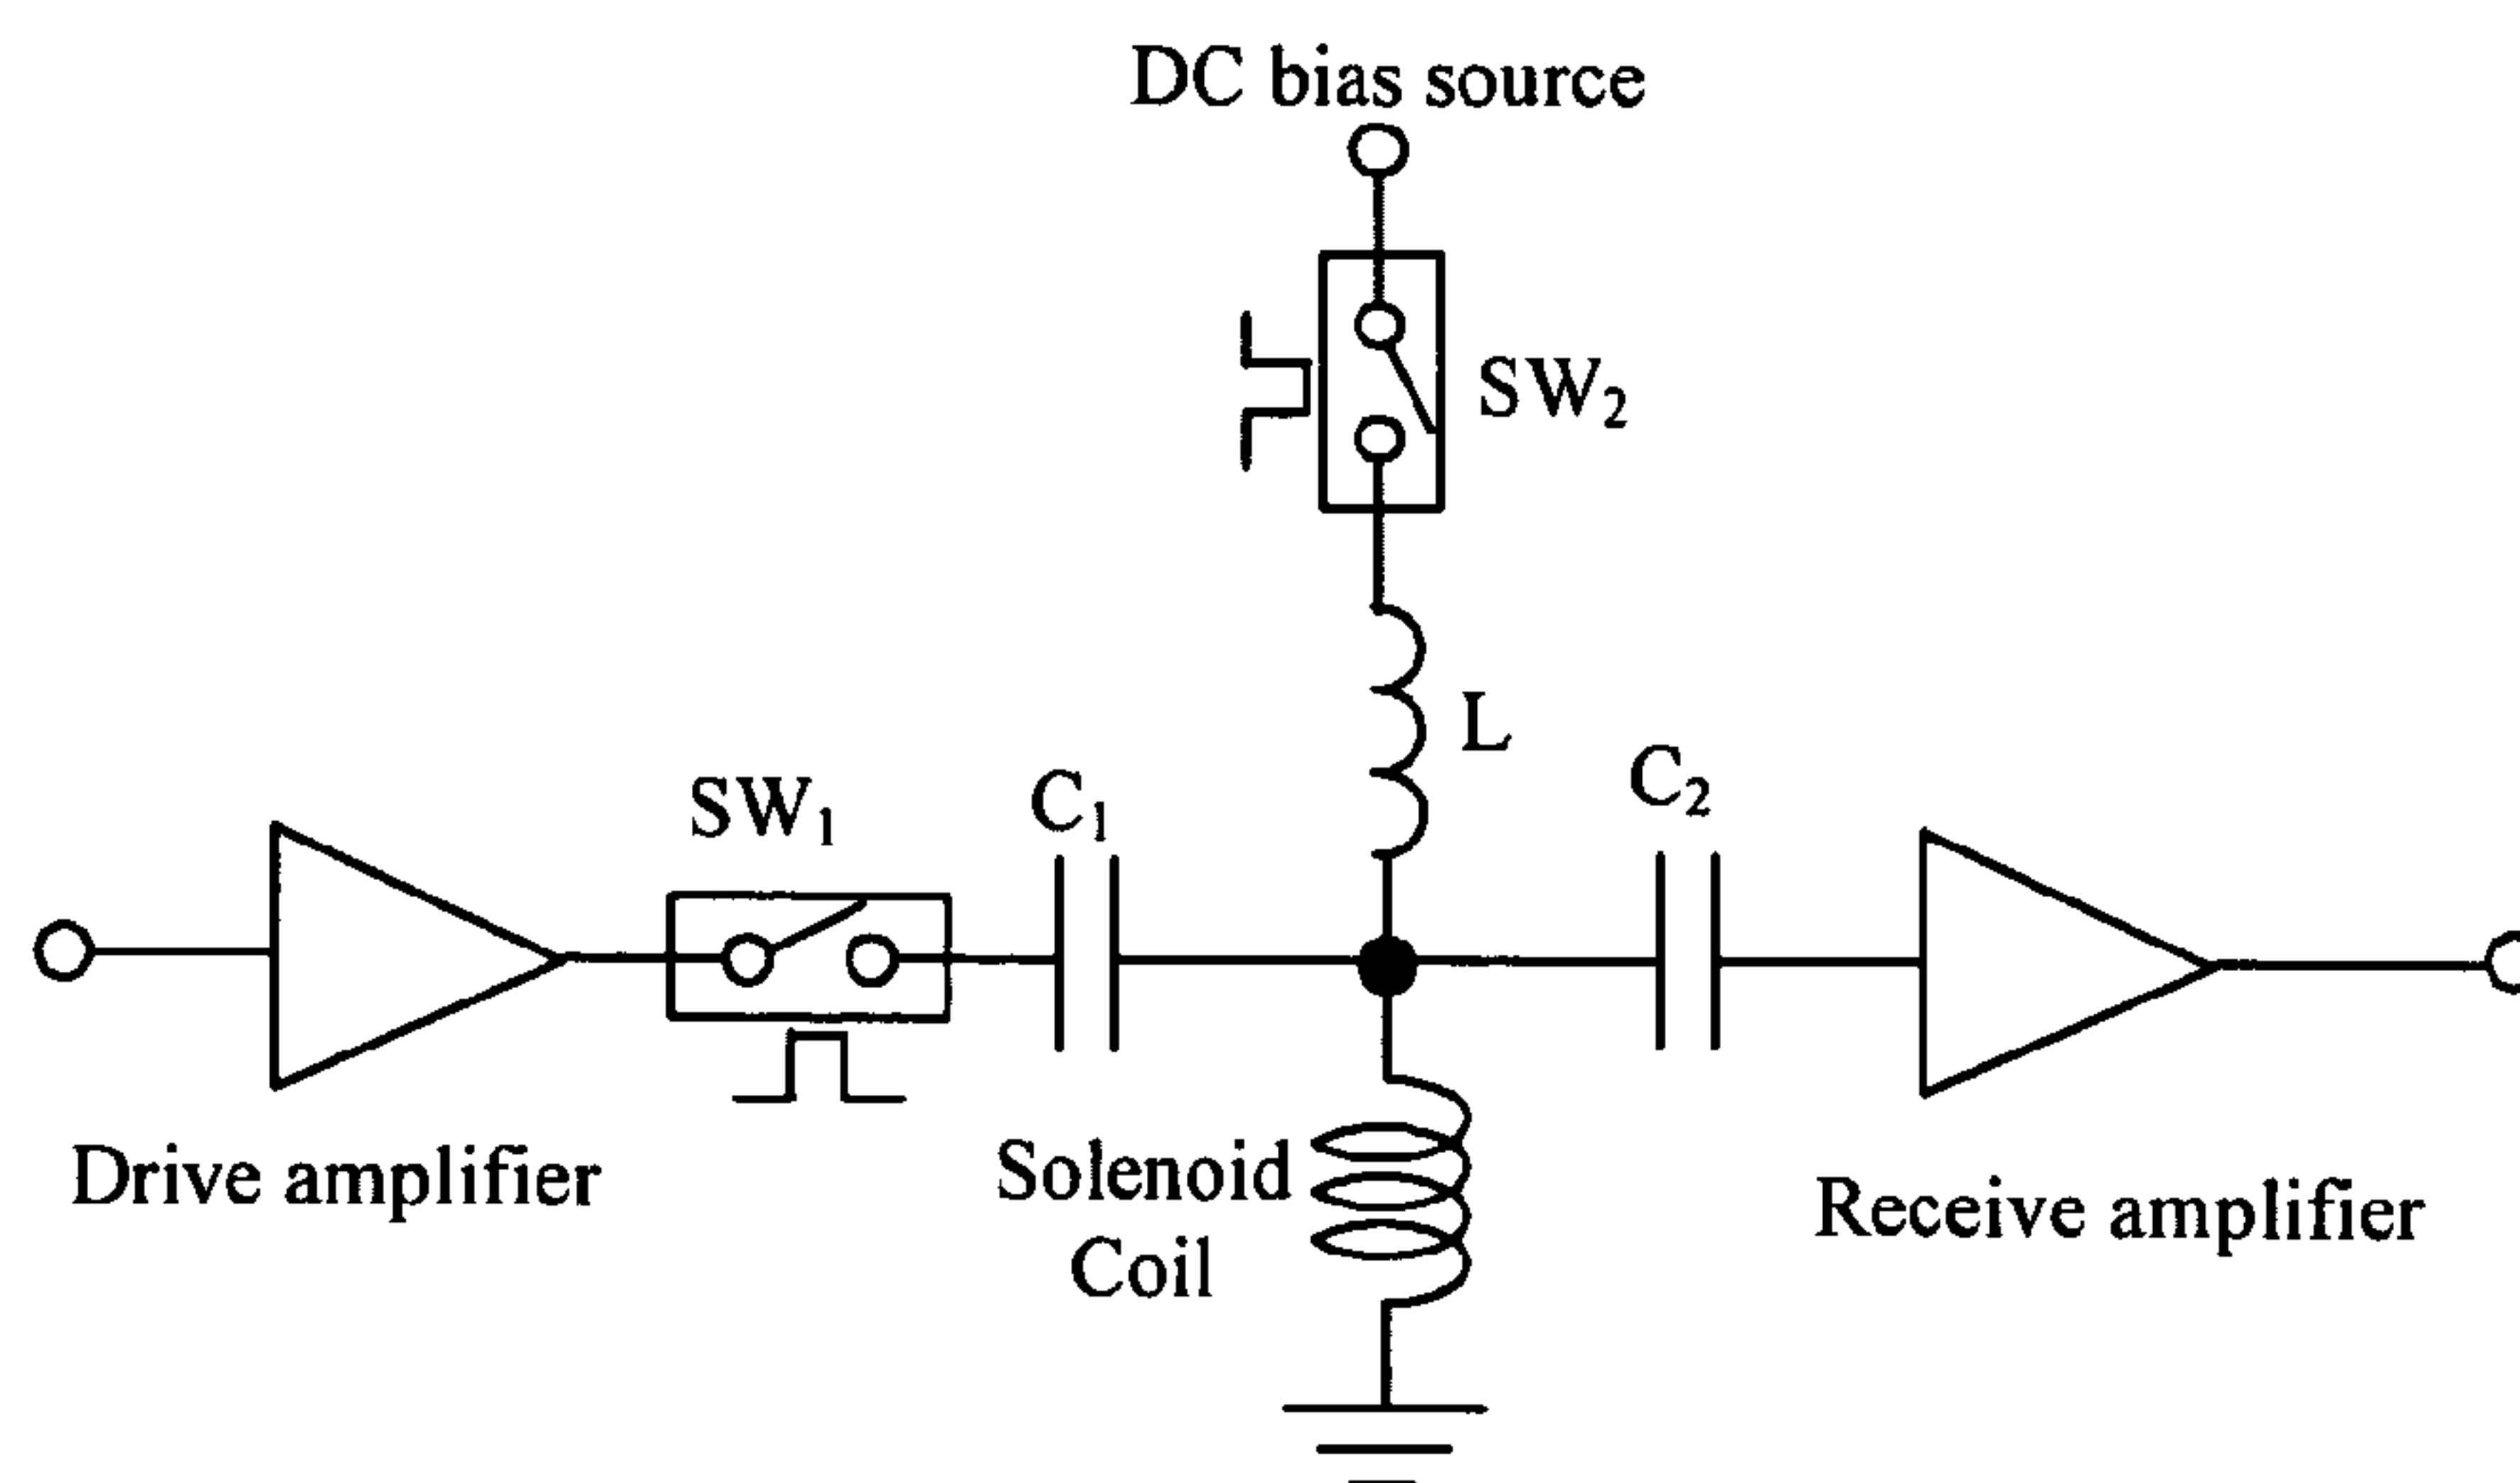 DC bias source
SW₂
L
C₂
C₁
SW₁
Drive amplifier
Solenoid
Coil
Receive amplifier